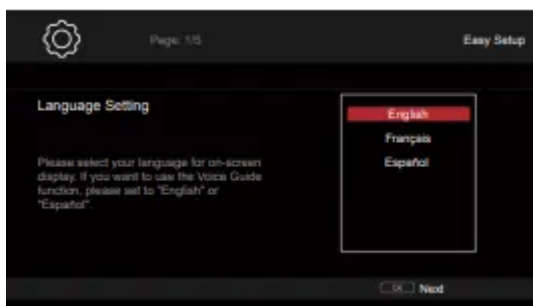 Page: 1/5
Easy Setup
Language Setting
English
Français
Español
Please select your language for on-screen
display. If you want to use the Voice Guide
function, please set to "English" or
"Español".
OK Next